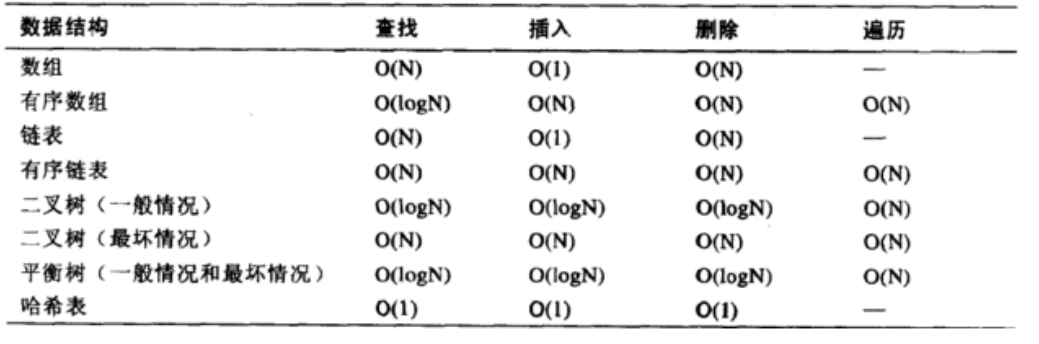 数据结构 查找 插入 删除 遍历
数组 O(N) O(1) O(N) —
有序数组 O(logN) O(N) O(N) O(N)
链表 O(N) O(1) O(N) —
有序链表 O(N) O(N) O(N) O(N)
二叉树（一般情况） O(logN) O(logN) O(logN) O(N)
二叉树（最坏情况） O(N) O(N) O(N) O(N)
平衡树（一般情况和最坏情况） O(logN) O(logN) O(logN) O(N)
哈希表 O(1) O(1) O(1) —